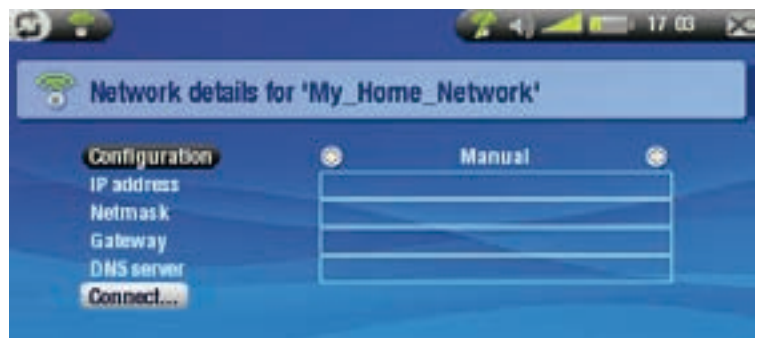 17 03
Network details for 'My_Home_Network'
Configuration Manual
IP address
Netmask
Gateway
DNS server
Connect...